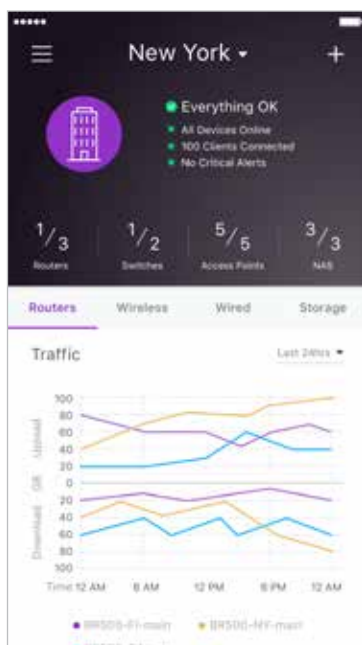 New York
+
Everything OK
All Devices Online
100 Clients Connected
No Critical Alerts
1/3 1/2 5/5 3/3
Routers Switches Access Points NAS
Routers Wireless Wired Storage
Traffic Last 24hrs
100
80
60
40
20
0
20
40
60
80
100
Upload
GB
Download
Time 12 AM 6 AM 12 PM 6 PM 12 AM
BR500-NY-main